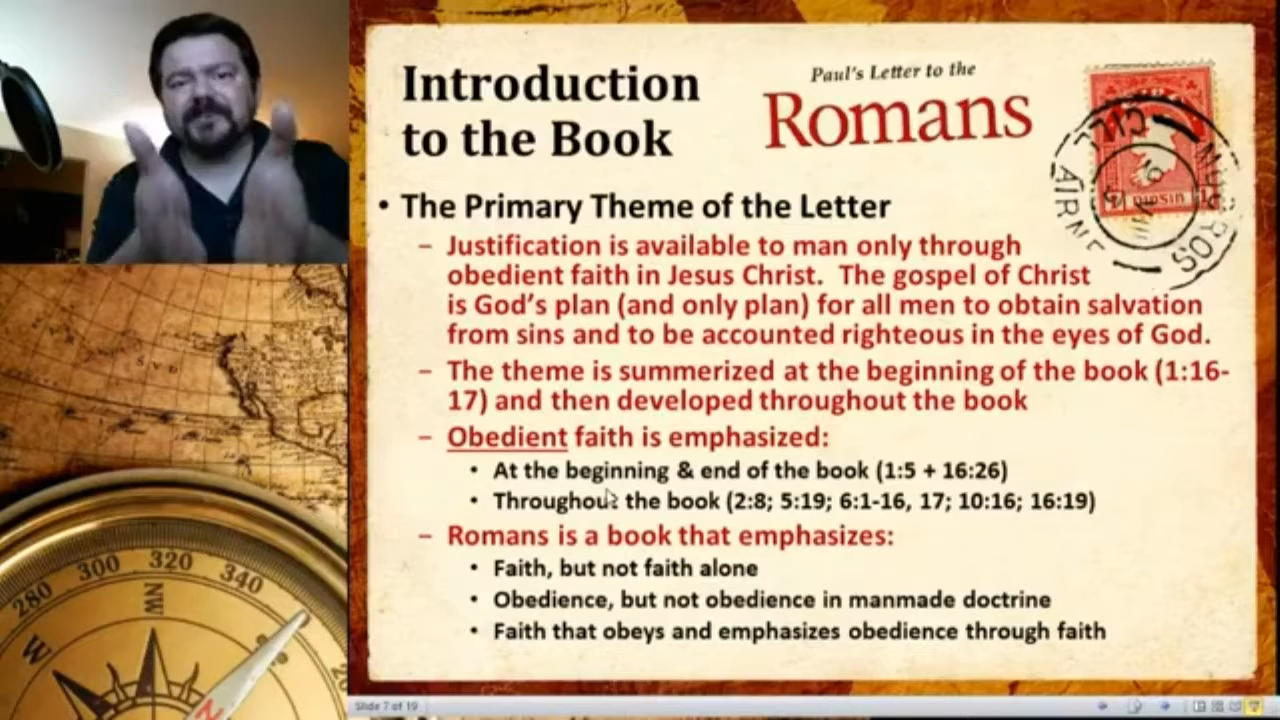 Introduction
to the Book
Paul's Letter to the
Romans
• The Primary Theme of the Letter
– Justification is available to man only through
obedient faith in Jesus Christ. The gospel of Christ
is God's plan (and only plan) for all men to obtain salvation
from sins and to be accounted righteous in the eyes of God.
– The theme is summerized at the beginning of the book (1:16-
17) and then developed throughout the book
– Obedient faith is emphasized:
• At the beginning & end of the book (1:5 + 16:26)
• Throughout the book (2:8; 5:19; 6:1-16, 17; 10:16; 16:19)
– Romans is a book that emphasizes:
• Faith, but not faith alone
• Obedience, but not obedience in manmade doctrine
• Faith that obeys and emphasizes obedience through faith
280 300 320 340
W NW N
Slide 7 of 19